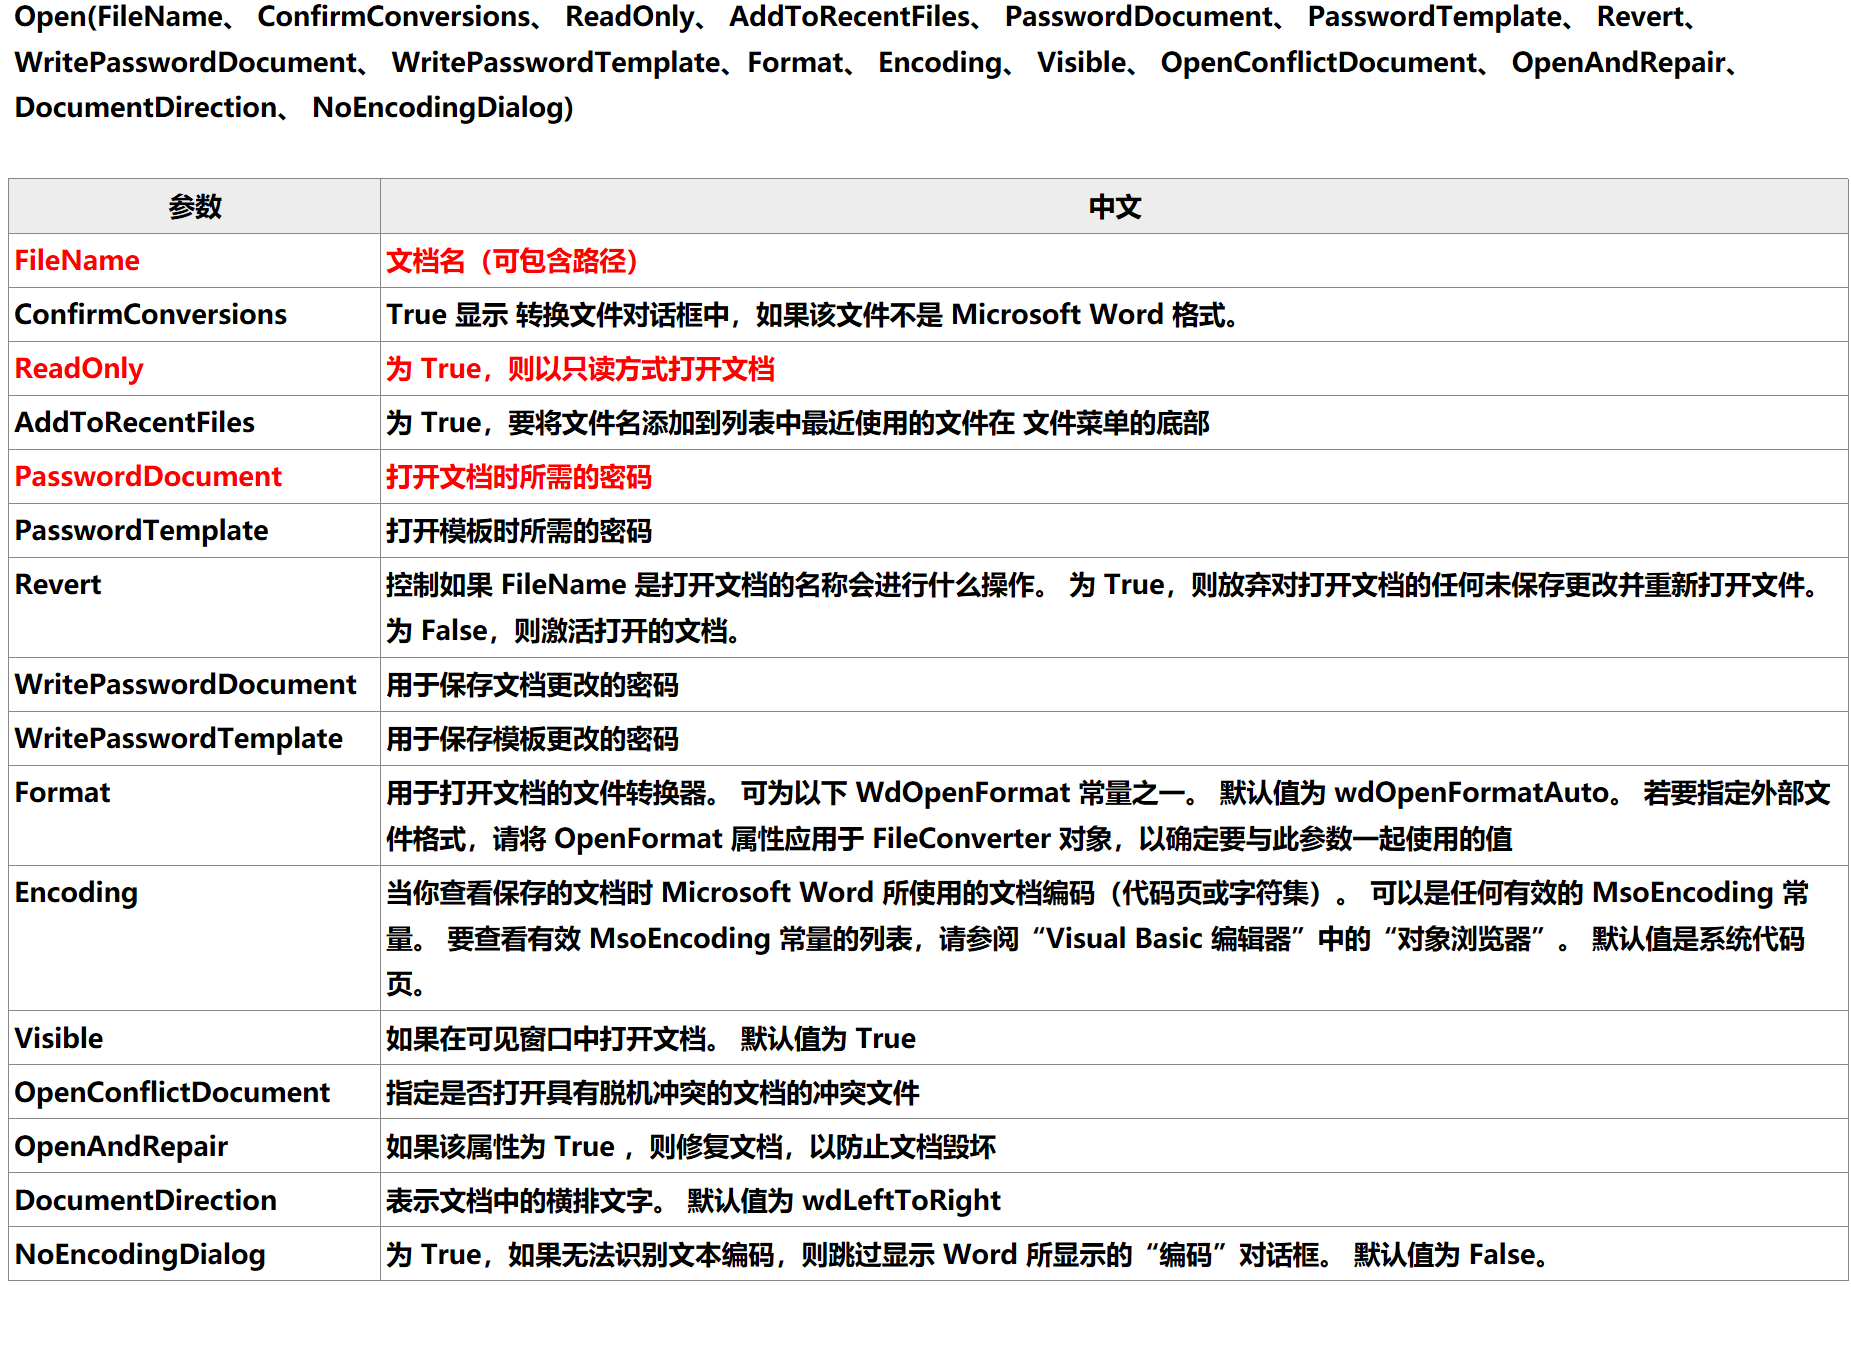 Open(FileName、 ConfirmConversions、 ReadOnly、 AddToRecentFiles、 PasswordDocument、 PasswordTemplate、 Revert、
WritePasswordDocument、 WritePasswordTemplate、Format、 Encoding、 Visible、 OpenConflictDocument、 OpenAndRepair、
DocumentDirection、 NoEncodingDialog)
参数 中文
FileName 文档名（可包含路径）
ConfirmConversions True 显示 转换文件对话框中，如果该文件不是 Microsoft Word 格式。
ReadOnly 为 True，则以只读方式打开文档
AddToRecentFiles 为 True，要将文件名添加到列表中最近使用的文件在 文件菜单的底部
PasswordDocument 打开文档时所需的密码
PasswordTemplate 打开模板时所需的密码
Revert 控制如果 FileName 是打开文档的名称会进行什么操作。 为 True，则放弃对打开文档的任何未保存更改并重新打开文件。
为 False，则激活打开的文档。
WritePasswordDocument 用于保存文档更改的密码
WritePasswordTemplate 用于保存模板更改的密码
Format 用于打开文档的文件转换器。 可为以下 WdOpenFormat 常量之一。 默认值为 wdOpenFormatAuto。 若要指定外部文
件格式，请将 OpenFormat 属性应用于 FileConverter 对象，以确定要与此参数一起使用的值
Encoding 当你查看保存的文档时 Microsoft Word 所使用的文档编码（代码页或字符集）。 可以是任何有效的 MsoEncoding 常
量。 要查看有效 MsoEncoding 常量的列表，请参阅“Visual Basic 编辑器”中的“对象浏览器”。 默认值是系统代码
页。
Visible 如果在可见窗口中打开文档。 默认值为 True
OpenConflictDocument 指定是否打开具有脱机冲突的文档的冲突文件
OpenAndRepair 如果该属性为 True ，则修复文档，以防止文档毁坏
DocumentDirection 表示文档中的横排文字。 默认值为 wdLeftToRight
NoEncodingDialog 为 True，如果无法识别文本编码，则跳过显示 Word 所显示的“编码”对话框。 默认值为 False。